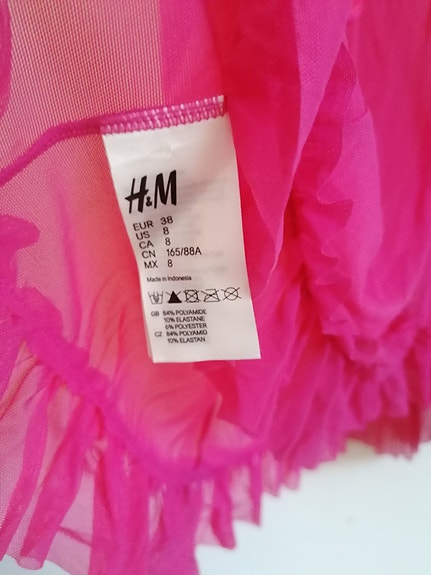 H&M
EUR 38
US 8
CA 8
CN 165/88A
MX 8
Made in Indonesia
GB 84% POLYAMIDE
10% ELASTANE
6% POLYESTER
CZ 84% POLYAMID
10% ELASTAN